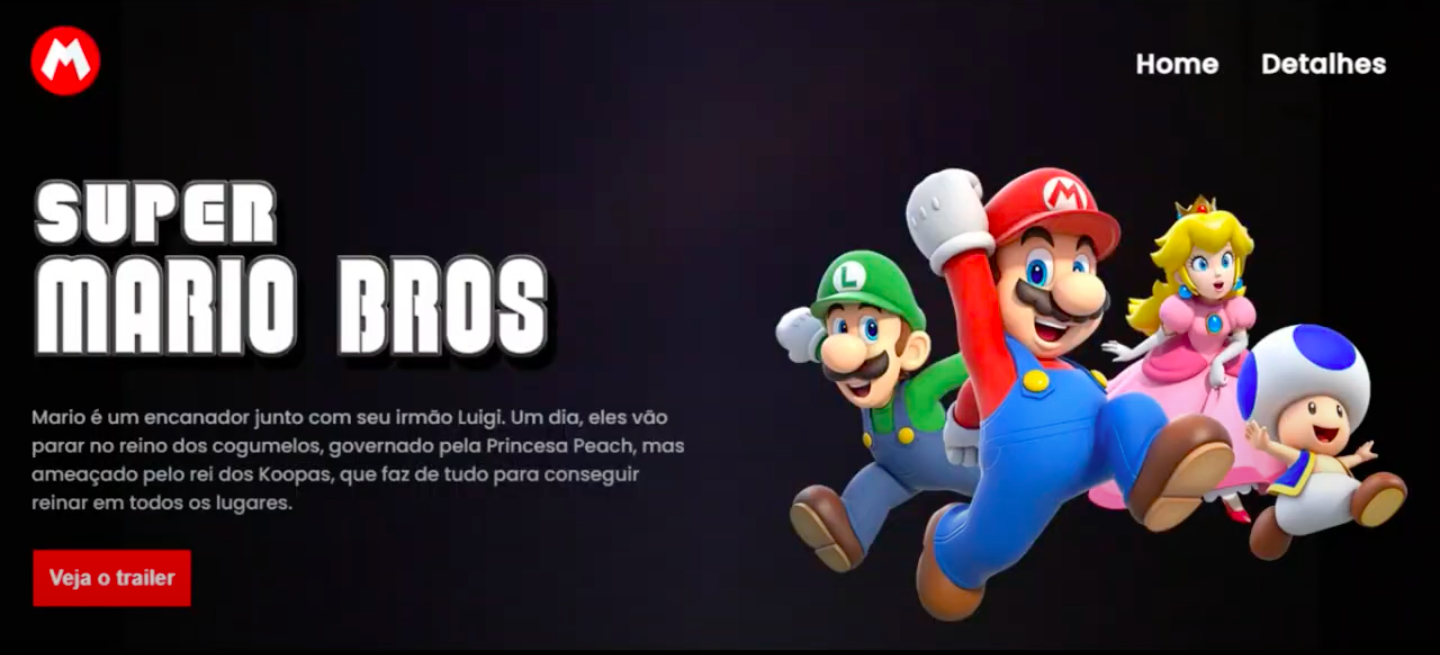 M
Home Detalhes
SUPER
MARIO BROS
Mario é um encanador junto com seu irmão Luigi. Um dia, eles vão
parar no reino dos cogumelos, governado pela Princesa Peach, mas
ameaçado pelo rei dos Koopas, que faz de tudo para conseguir
reinar em todos os lugares.
Veja o trailer
L
M